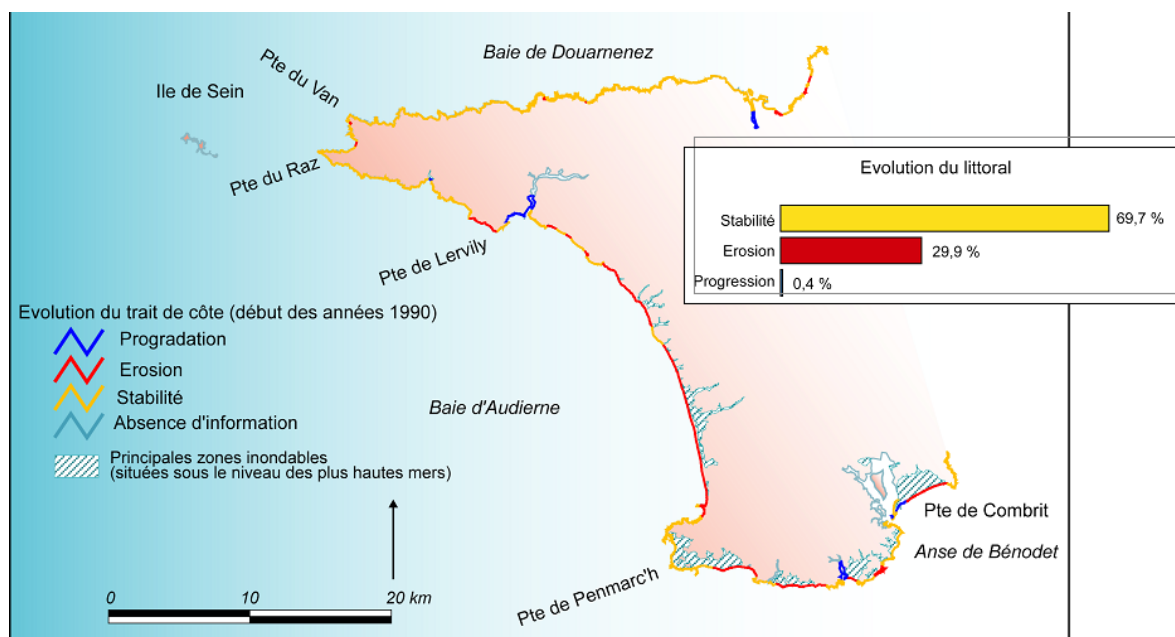 Baie de Douarnenez
Pte du Van
Ile de Sein
Pte du Raz
Evolution du littoral
Stabilité
69,7 %
Erosion
29,9 %
Progression
0,4 %
Pte de Lervily
Evolution du trait de côte (début des années 1990)
Progradation
Erosion
Stabilité
Absence d'information
Principales zones inondables
(situées sous le niveau des plus hautes mers)
Baie d'Audierne
Pte de Combrit
Anse de Bénodet
Pte de Penmarc'h
0 10 20 km